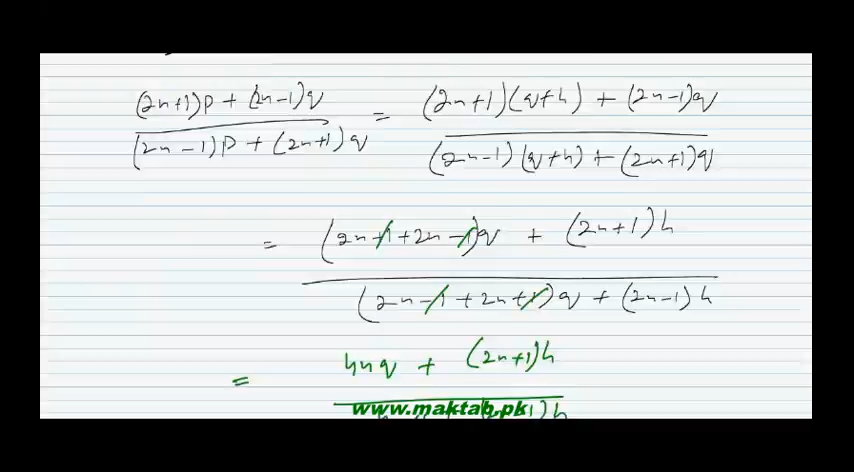 (2n+1)p + (2n-1)q = (2n+1)(q+h) + (2n-1)q
(2n-1)p + (2n+1)q (2n-1)(q+h) + (2n+1)q
= (2n+1+2n-1)q + (2n+1)h
(2n-1+2n+1)q + (2n-1)h
= 4nq + (2n+1)h
www.maktab.pk